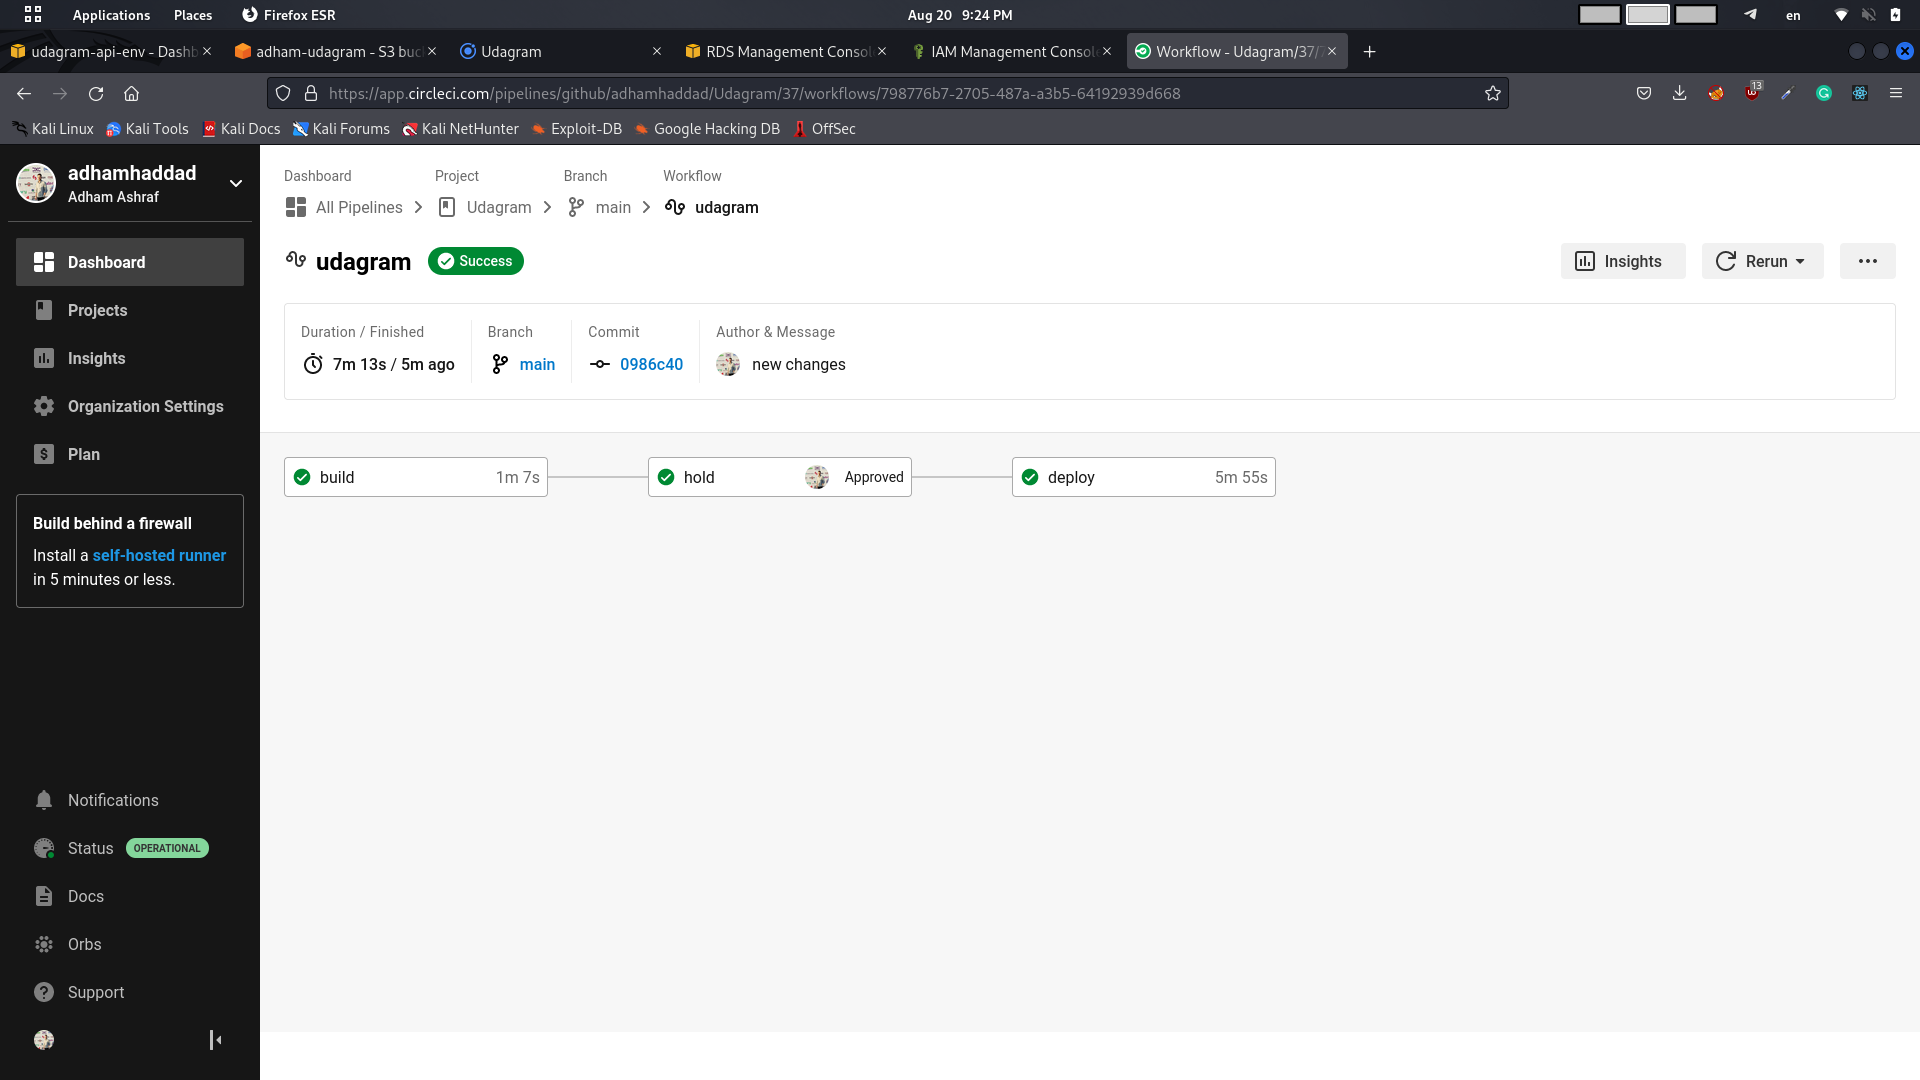 Applications Places Firefox ESR Aug 20 9:24 PM en
udagram-api-env - Dashb adham-udagram - S3 buc Udagram RDS Management Consol IAM Management Console Workflow - Udagram/37/7
https://app.circleci.com/pipelines/github/adhamhaddad/Udagram/37/workflows/798776b7-2705-487a-a3b5-64192939d668 13
Kali Linux Kali Tools Kali Docs Kali Forums Kali NetHunter Exploit-DB Google Hacking DB OffSec
adhamhaddad
Adham Ashraf
Dashboard
Projects
Insights
Organization Settings
Plan
Build behind a firewall
Install a self-hosted runner
in 5 minutes or less.
Notifications
Status OPERATIONAL
Docs
Orbs
Support
Dashboard Project Branch Workflow
All Pipelines Udagram main udagram
udagram Success Insights Rerun
Duration / Finished Branch Commit Author & Message
7m 13s / 5m ago main 0986c40 new changes
build 1m 7s hold Approved deploy 5m 55s